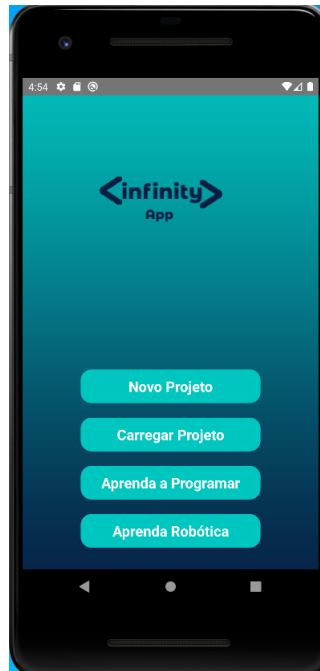 4:54
<infinity>
App
Novo Projeto
Carregar Projeto
Aprenda a Programar
Aprenda Robótica